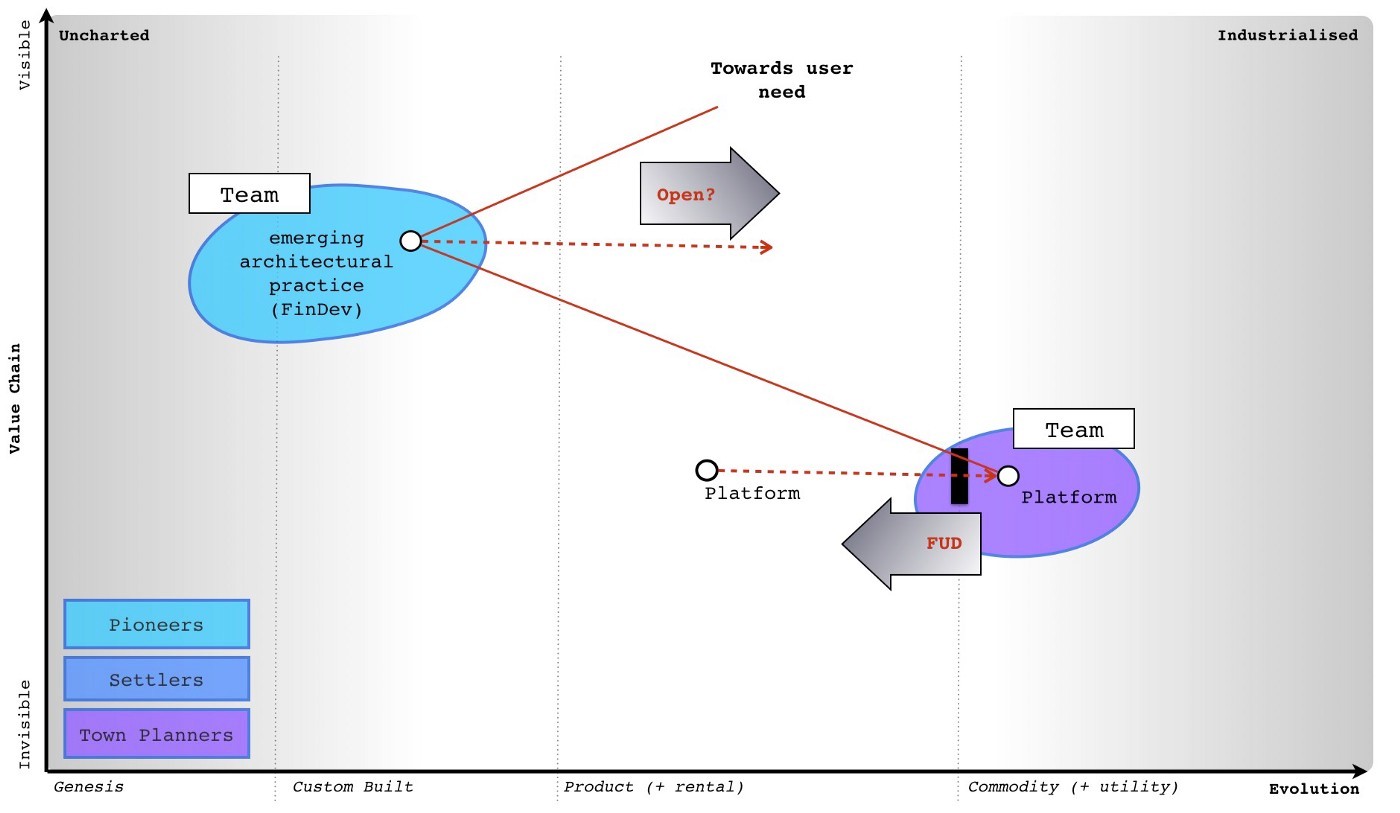 Visible
Uncharted
Industrialised
Towards user
need
Team
Open?
emerging
architectural
practice
(FinDev)
Value Chain
Team
Platform
Platform
FUD
Pioneers
Settlers
Town Planners
Invisible
Genesis
Custom Built
Product (+ rental)
Commodity (+ utility)
Evolution